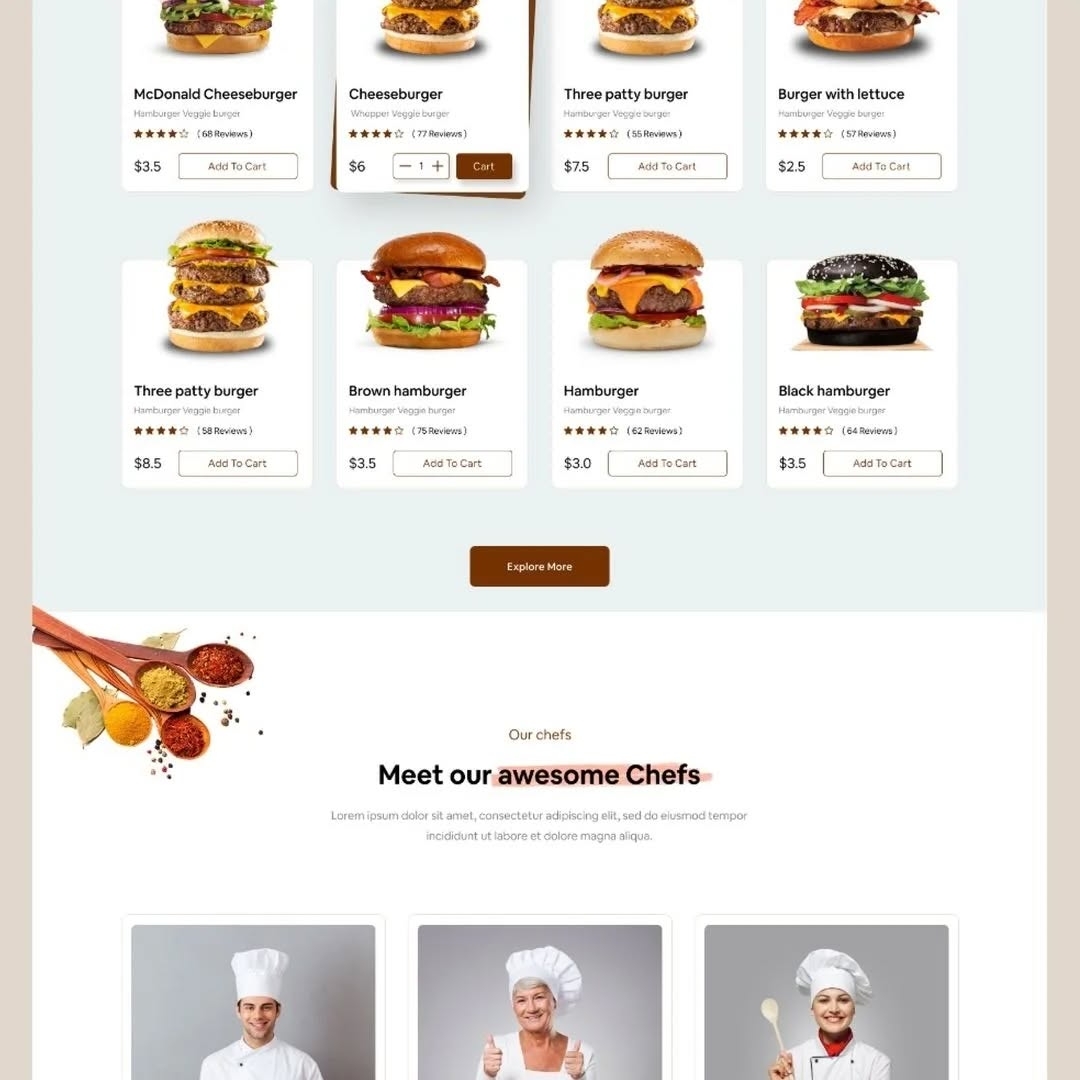 McDonald Cheeseburger
Hamburger Veggie burger
( 68 Reviews )
$3.5 Add To Cart
Cheeseburger
Whopper Veggie burger
( 77 Reviews )
$6 — 1 + Cart
Three patty burger
Hamburger Veggie burger
( 55 Reviews )
$7.5 Add To Cart
Burger with lettuce
Hamburger Veggie burger
( 57 Reviews )
$2.5 Add To Cart
Three patty burger
Hamburger Veggie burger
( 58 Reviews )
$8.5 Add To Cart
Brown hamburger
Hamburger Veggie burger
( 75 Reviews )
$3.5 Add To Cart
Hamburger
Hamburger Veggie burger
( 62 Reviews )
$3.0 Add To Cart
Black hamburger
Hamburger Veggie burger
( 64 Reviews )
$3.5 Add To Cart
Explore More
Our chefs
Meet our awesome Chefs
Lorem ipsum dolor sit amet, consectetur adipiscing elit, sed do eiusmod tempor
incididunt ut labore et dolore magna aliqua.